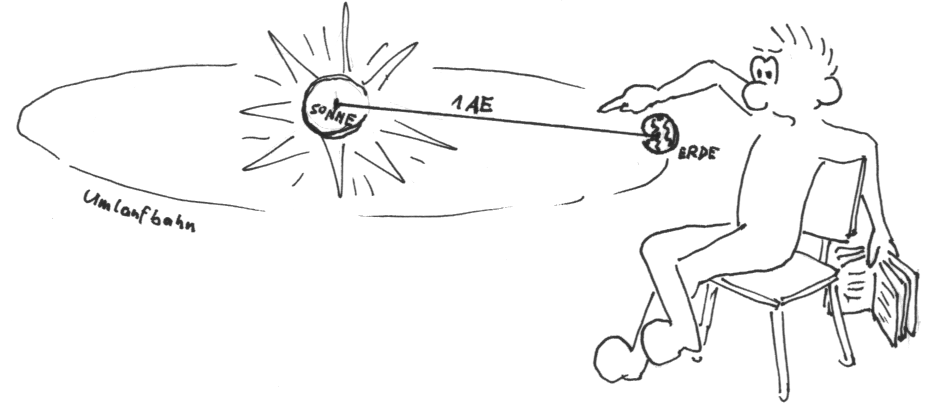 SONNE
1 AE
ERDE
Umlaufbahn